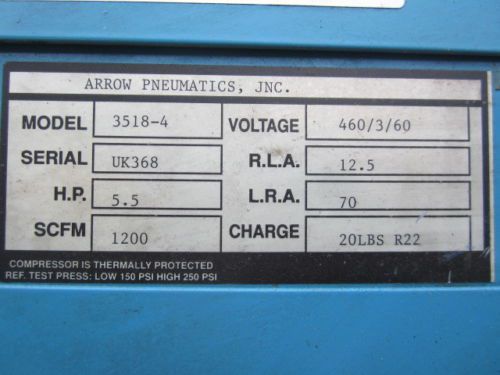 ARROW PNEUMATICS, JNC.
MODEL 3518-4 VOLTAGE 460/3/60
SERIAL UK368 R.L.A. 12.5
H.P. 5.5 L.R.A. 70
SCFM 1200 CHARGE 20LBS R22
COMPRESSOR IS THERMALLY PROTECTED
REF. TEST PRESS: LOW 150 PSI HIGH 250 PSI